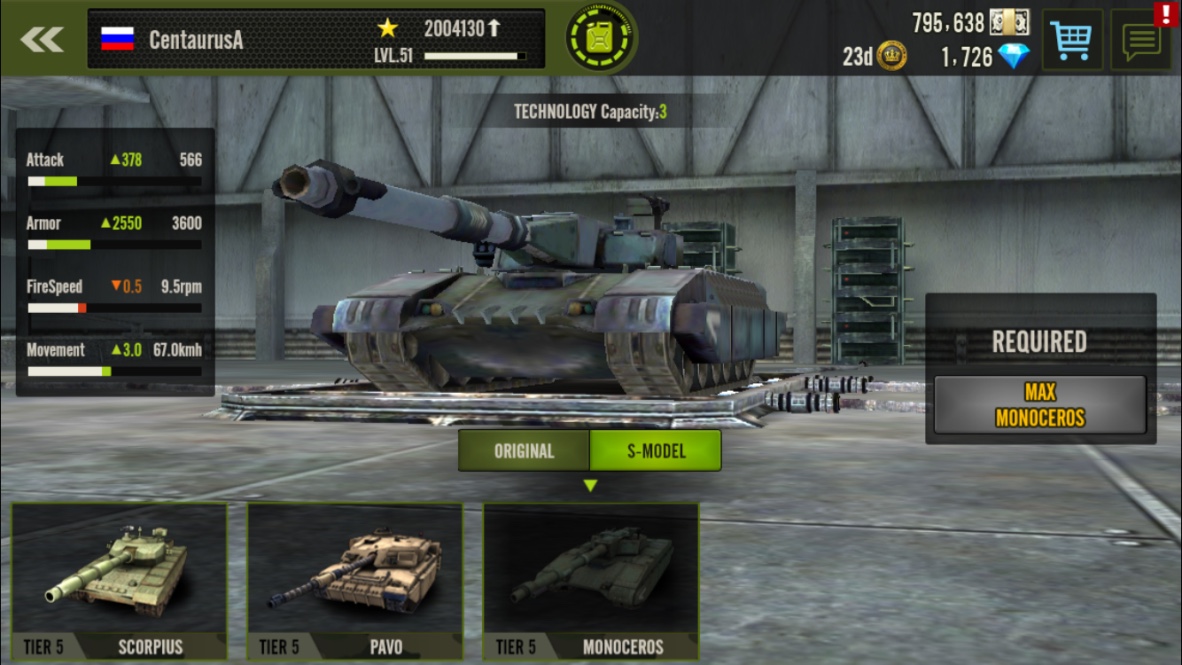 CentaurusA
LVL.51
2004130
795,638
23d
1,726
!
TECHNOLOGY Capacity:3
Attack ▲378 566
Armor ▲2550 3600
FireSpeed ▼0.5 9.5rpm
Movement ▲3.0 67.0kmh
REQUIRED
MAX
MONOCEROS
ORIGINAL
S-MODEL
TIER 5 SCORPIUS
TIER 5 PAVO
TIER 5 MONOCEROS